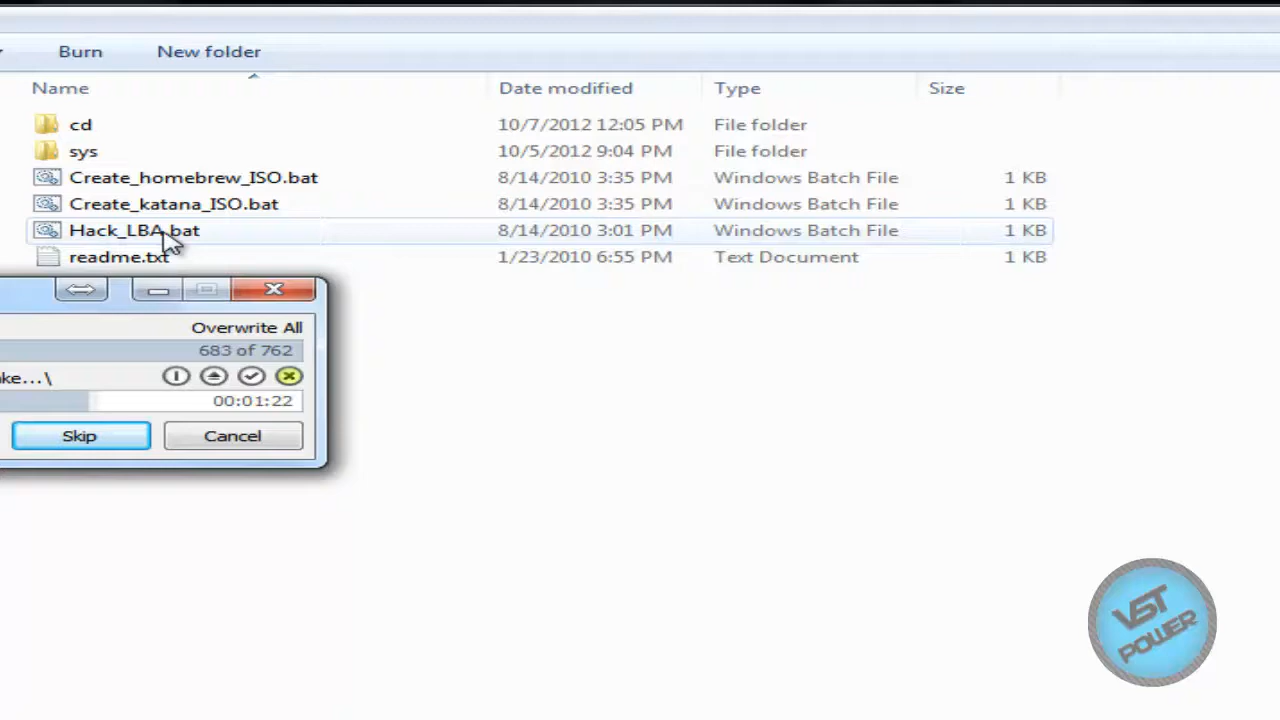 Burn New folder
Name Date modified Type Size
cd 10/7/2012 12:05 PM File folder
sys 10/5/2012 9:04 PM File folder
Create_homebrew_ISO.bat 8/14/2010 3:35 PM Windows Batch File 1 KB
Create_katana_ISO.bat 8/14/2010 3:35 PM Windows Batch File 1 KB
Hack_LBA.bat 8/14/2010 3:01 PM Windows Batch File 1 KB
readme.txt 1/23/2010 6:55 PM Text Document 1 KB
Overwrite All
683 of 762
ake...\
00:01:22
Skip Cancel
VST
POWER